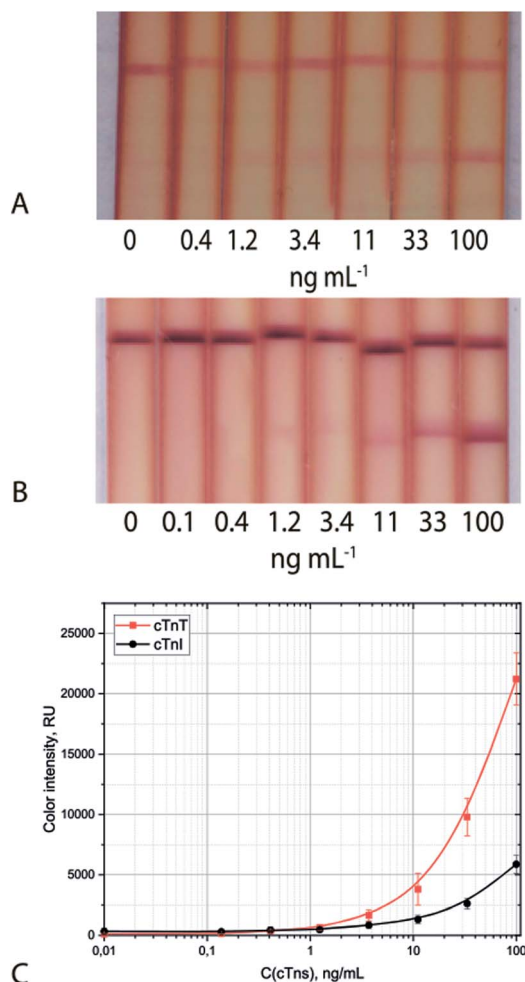 A
0 0.4 1.2 3.4 11 33 100
ng mL-1
B
0 0.1 0.4 1.2 3.4 11 33 100
ng mL-1
cTnT
cTnI
25000
20000
15000
10000
5000
0
Color intensity, RU
0,01 0,1 1 10 100
C(cTns), ng/mL
C